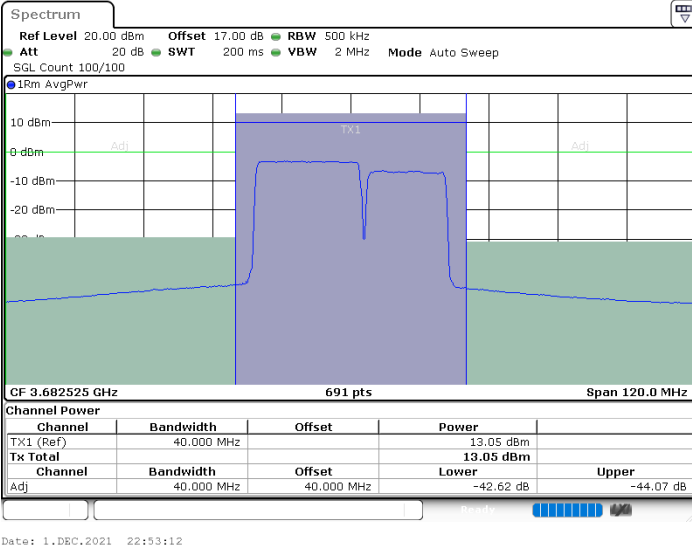 Spectrum
Ref Level 20.00 dBm Offset 17.00 dB RBW 500 kHz
Att 20 dB SWT 200 ms VBW 2 MHz Mode Auto Sweep
SGL Count 100/100
1Rm AvgPwr
10 dBm
TX1
Adj Adj
0 dBm
-10 dBm
-20 dBm
CF 3.682525 GHz 691 pts Span 120.0 MHz
Channel Power
Channel Bandwidth Offset Power
TX1 (Ref) 40.000 MHz 13.05 dBm
Tx Total 13.05 dBm
Channel Bandwidth Offset Lower Upper
Adj 40.000 MHz 40.000 MHz -42.62 dB -44.07 dB
Ready
Date: 1.DEC.2021 22:53:12